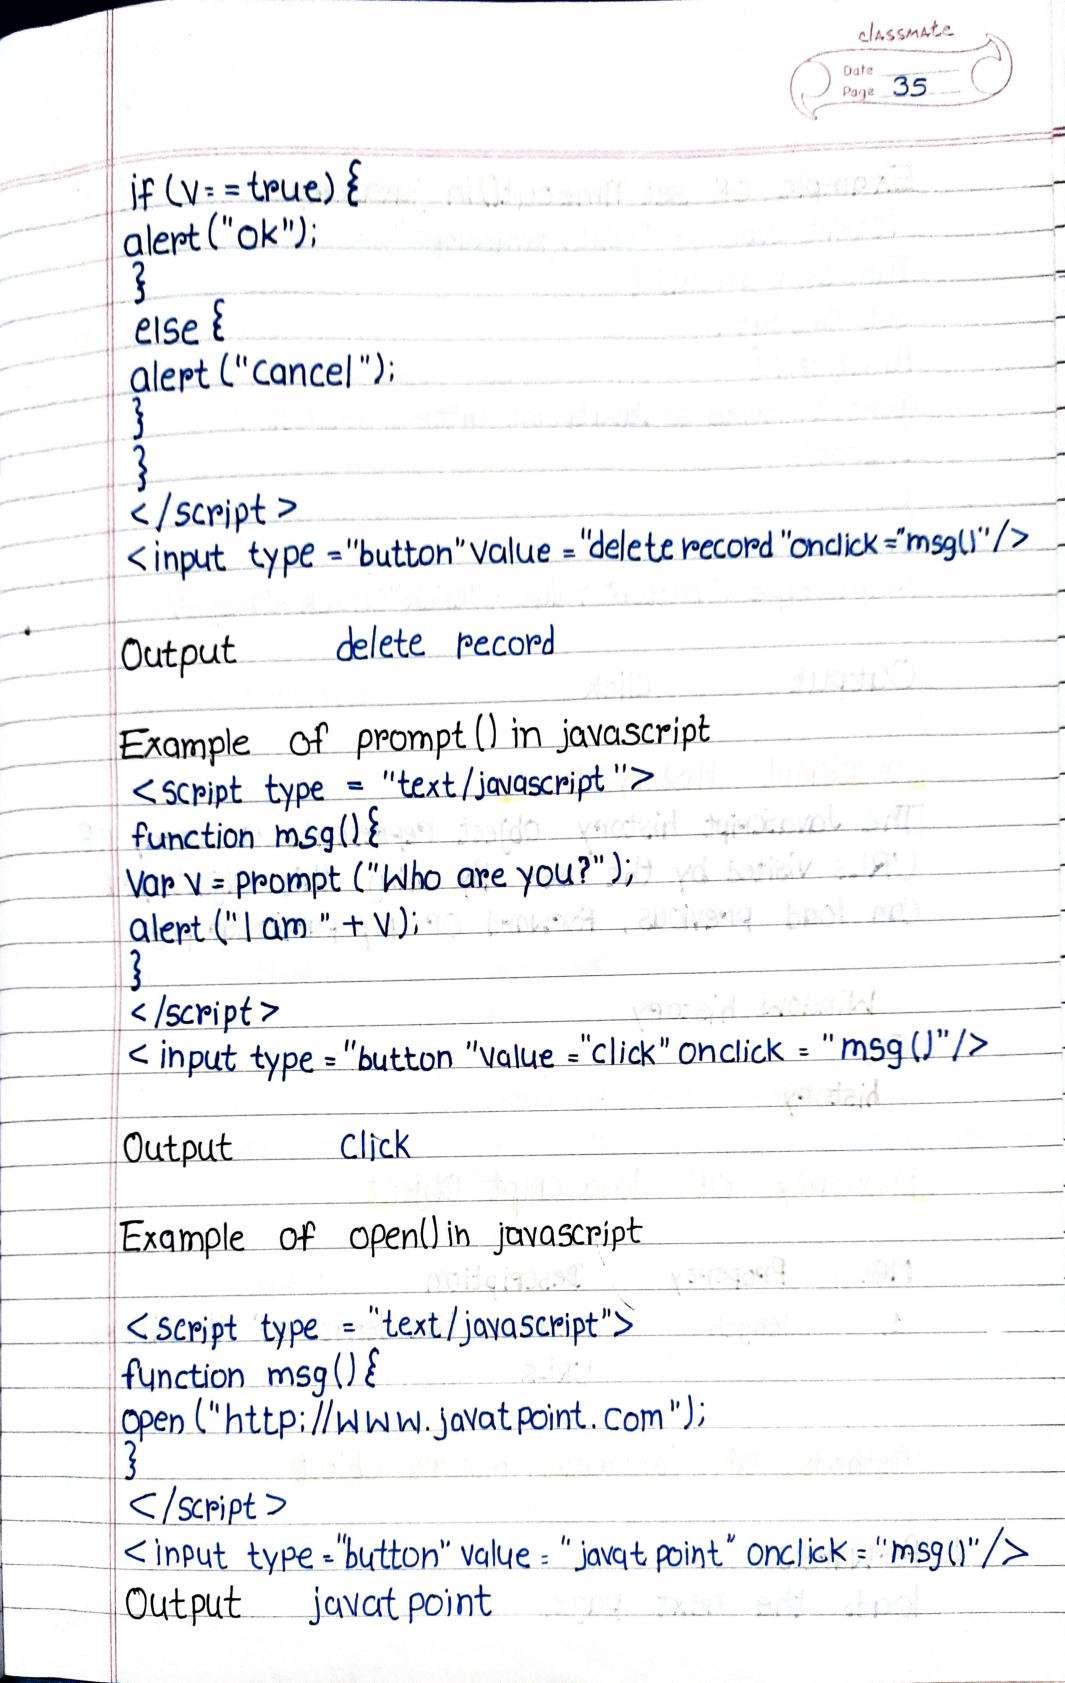 classmate
Date
Page 35
if (v==true) {
alert ("ok");
}
else {
alert ("cancel");
}
}
</script>
<input type ="button" value ="delete record" onclick ="msg()"/>
Output delete record
Example of prompt () in javascript
<script type = "text/javascript">
function msg() {
Var v = prompt ("Who are you?");
alert ("I am " + v);
}
</script>
<input type ="button" value ="click" onclick = "msg ()"/>
Output Click
Example of open() in javascript
<script type = "text/javascript">
function msg() {
open ("http://www.javatpoint.com");
}
</script>
<input type ="button" value = "javat point" onclick = "msg()"/>
Output javat point